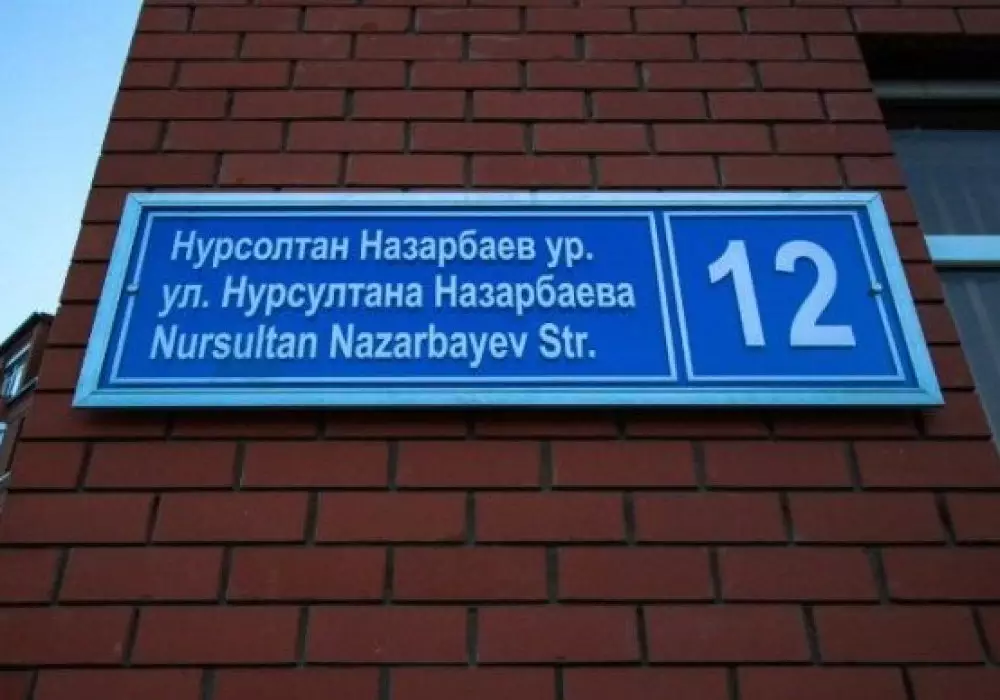 Нурсолтан Назарбаев ур.
ул. Нурсултана Назарбаева
Nursultan Nazarbayev Str.
12